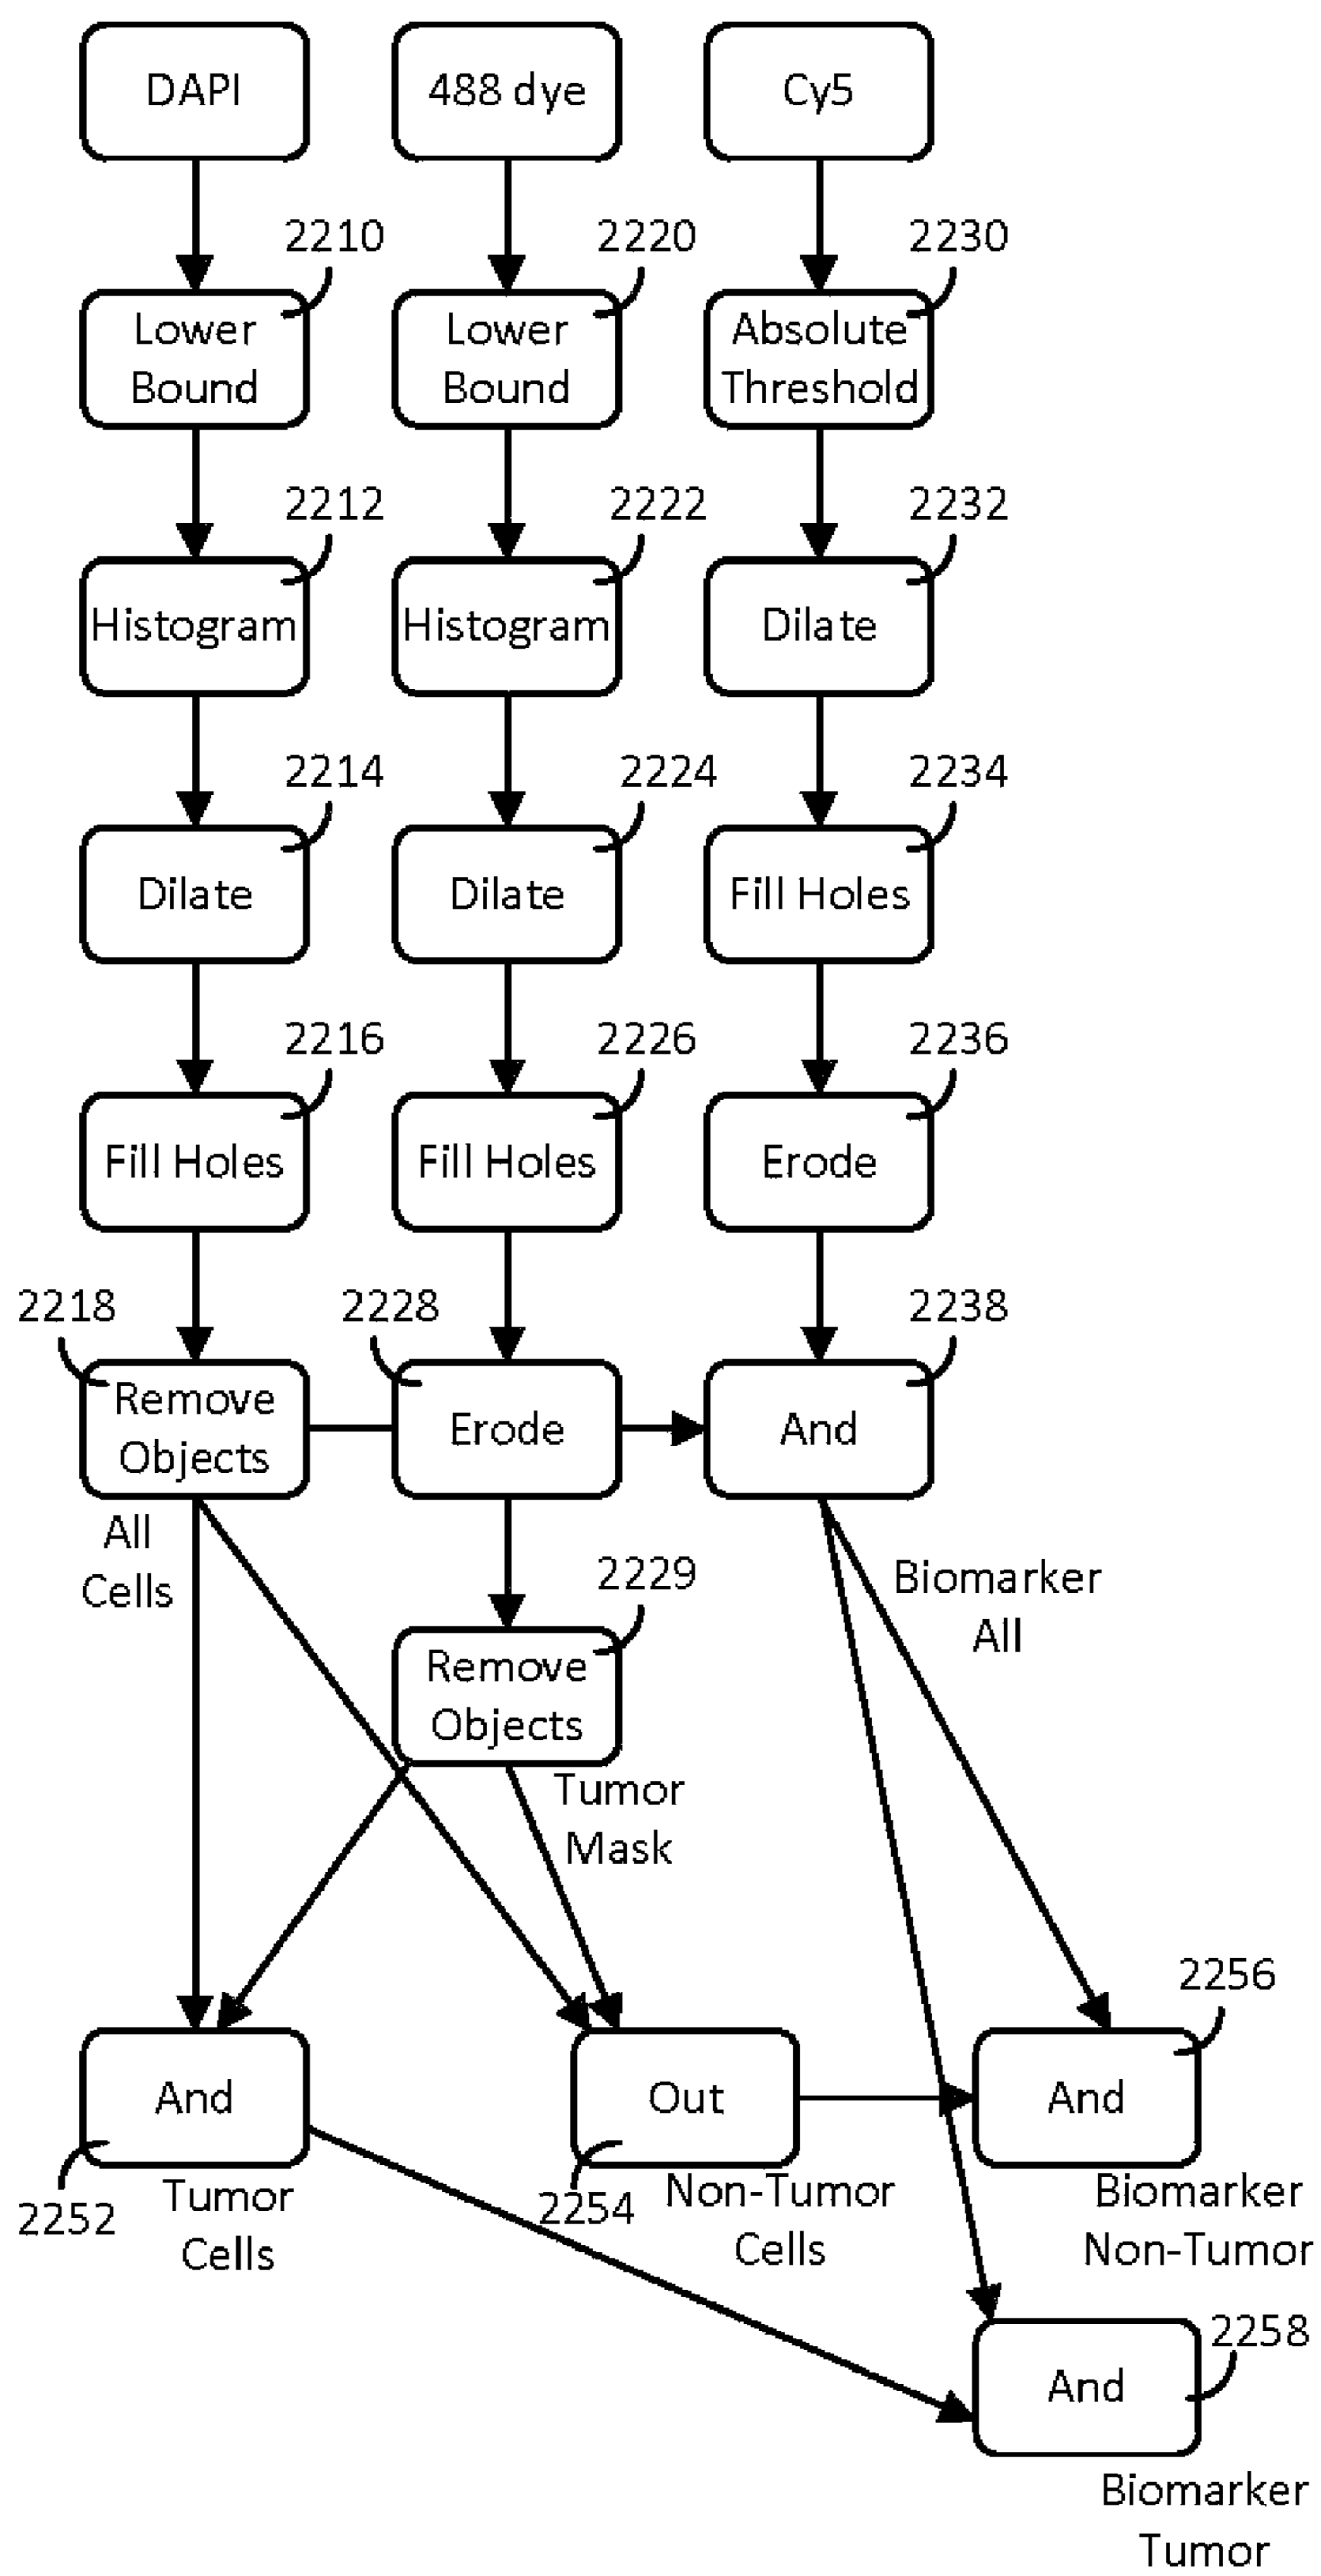 DAPI
488 dye
Cy5
2210
2220
2230
Lower
Bound
Lower
Bound
Absolute
Threshold
2212
2222
2232
Histogram
Histogram
Dilate
2214
2224
2234
Dilate
Dilate
Fill Holes
2216
2226
2236
Fill Holes
Fill Holes
Erode
2218
2228
2238
Remove
Objects
Erode
And
All
Cells
2229
Biomarker
All
Remove
Objects
Tumor
Mask
2256
And
Out
And
2252
Tumor
Cells
2254
Non-Tumor
Cells
Biomarker
Non-Tumor
2258
And
Biomarker
Tumor